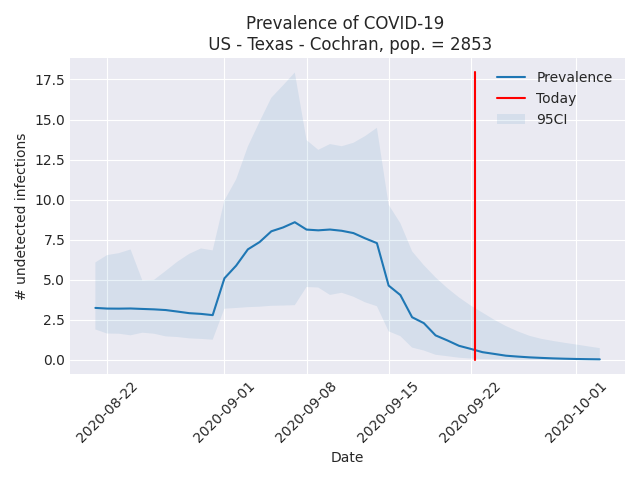 Prevalence of COVID-19
US - Texas - Cochran, pop. = 2853
Prevalence
Today
95CI
# undetected infections
17.5
15.0
12.5
10.0
7.5
5.0
2.5
0.0
2020-08-22
2020-09-01
2020-09-08
2020-09-15
2020-09-22
2020-10-01
Date